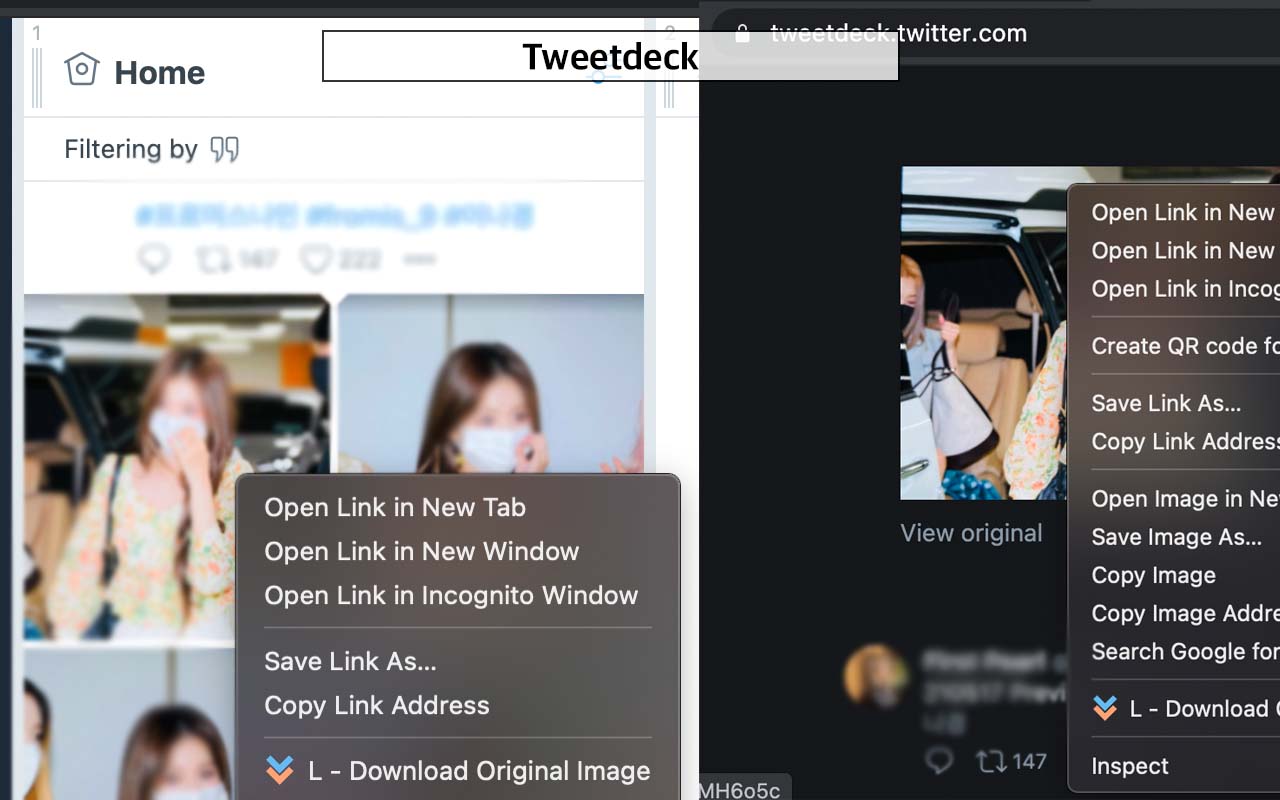 1
2
tweetdeck.twitter.com
Tweetdeck
Home
Filtering by
147
222
Open Link in New Tab
Open Link in New Window
Open Link in Incognito Window
Save Link As...
Copy Link Address
L - Download Original Image
Open Link in New
Open Link in New
Open Link in Incog
Create QR code fo
Save Link As...
Copy Link Address
Open Image in New
Save Image As...
Copy Image
Copy Image Addre
Search Google for
L - Download O
Inspect
View original
147
MH6o5c